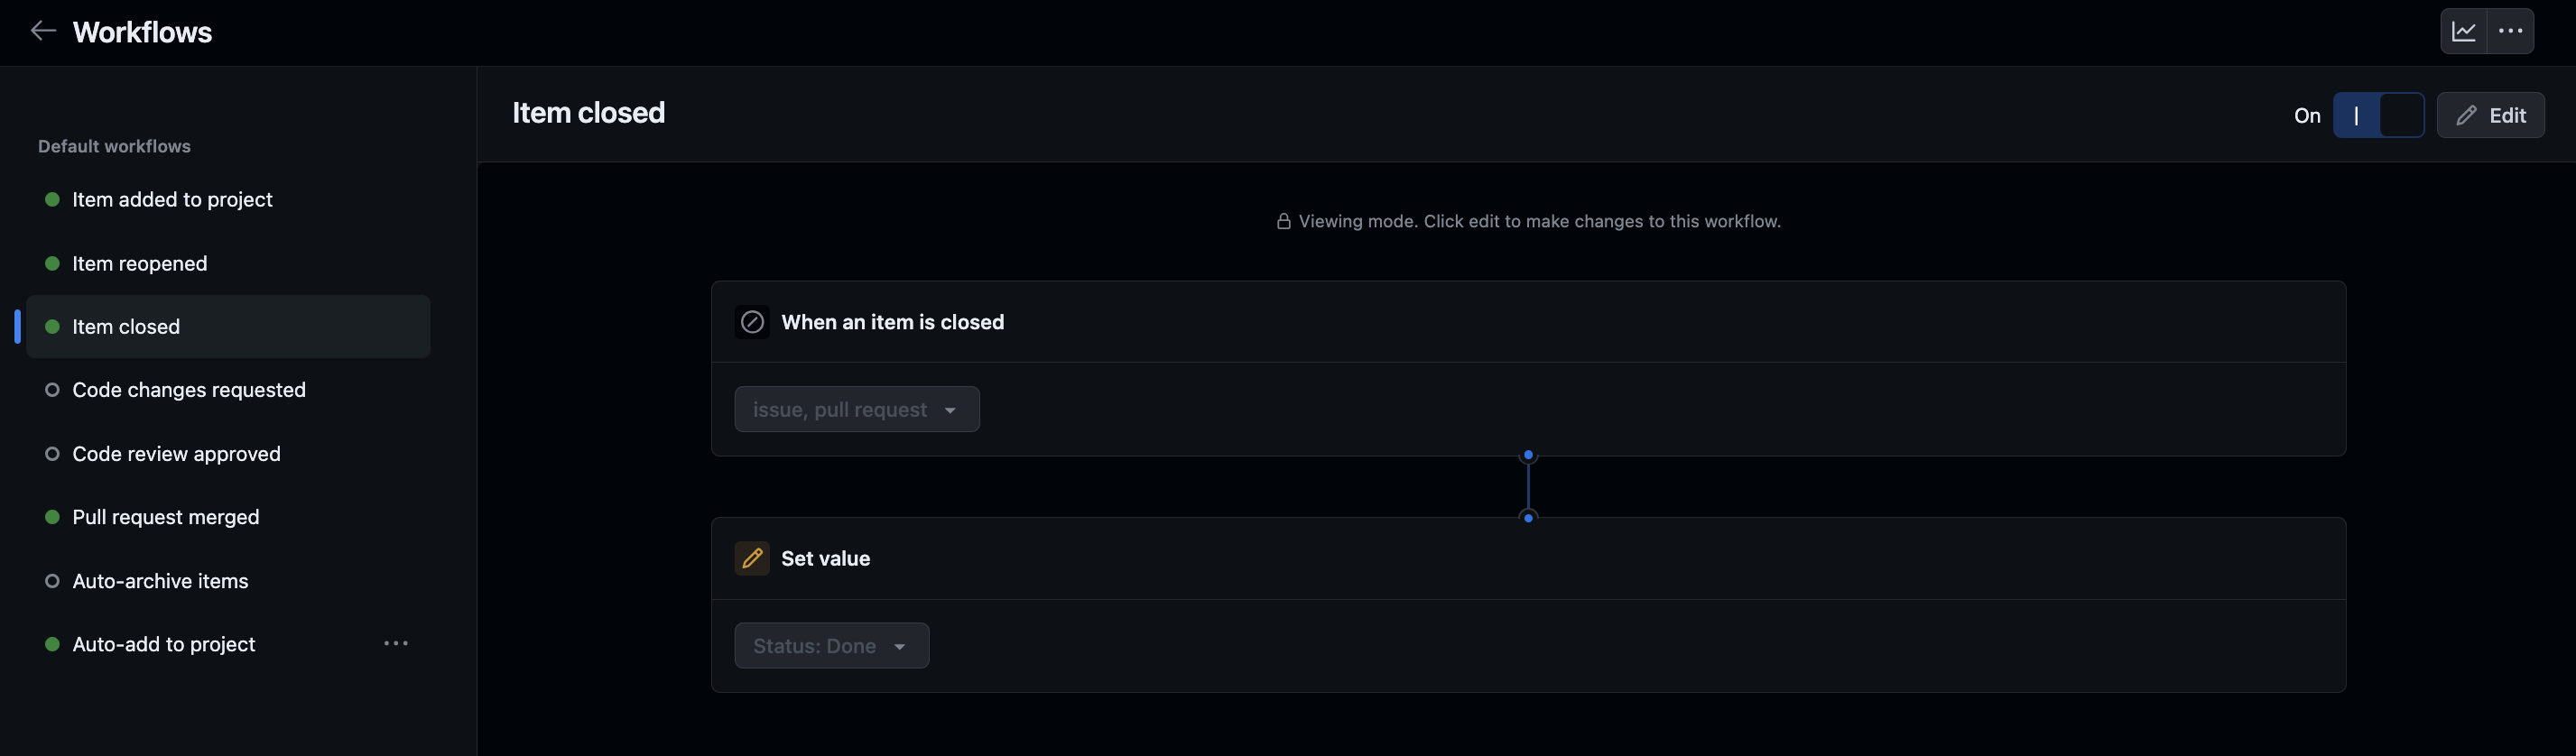 Workflows
Item closed
On
Edit
Default workflows
Item added to project
Item reopened
Item closed
Code changes requested
Code review approved
Pull request merged
Auto-archive items
Auto-add to project
Viewing mode. Click edit to make changes to this workflow.
When an item is closed
issue, pull request
Set value
Status: Done